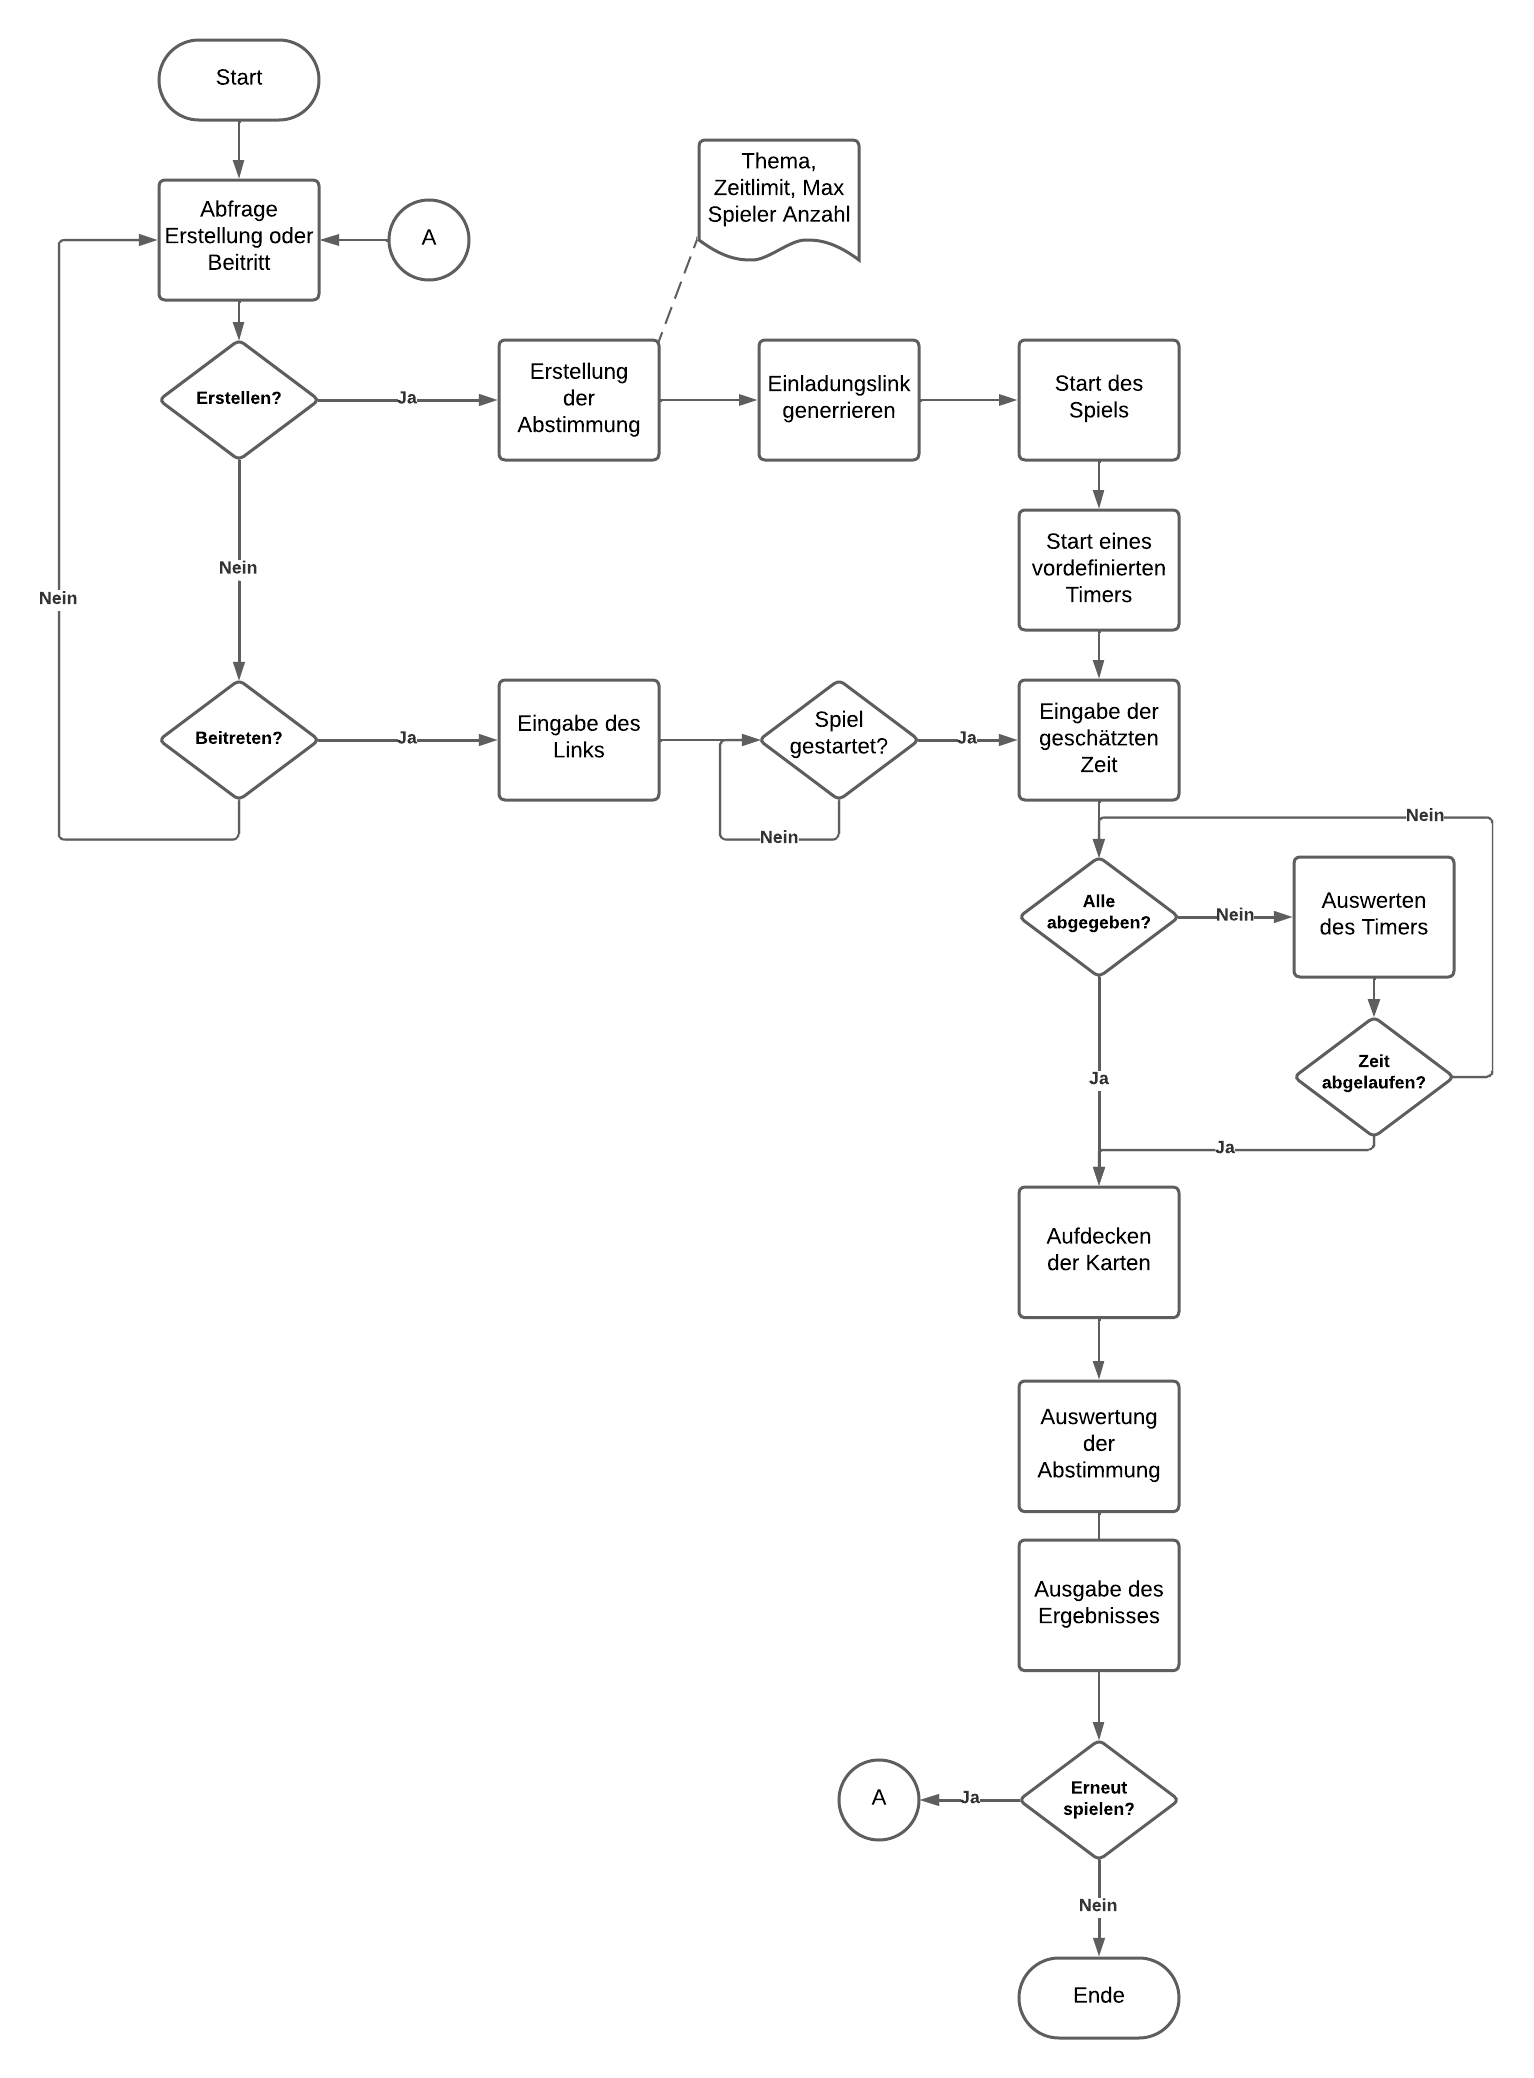 Start
Thema,
Zeitlimit, Max
Spieler Anzahl
Abfrage
Erstellung oder
Beitritt
A
Erstellen?
Ja
Erstellung
der
Abstimmung
Einladungslink
generrieren
Start des
Spiels
Start eines
vordefinierten
Timers
Nein
Nein
Beitreten?
Ja
Eingabe des
Links
Spiel
gestartet?
Ja
Eingabe der
geschätzten
Zeit
Nein
Nein
Alle
abgegeben?
Nein
Auswerten
des Timers
Zeit
abgelaufen?
Ja
Ja
Aufdecken
der Karten
Auswertung
der
Abstimmung
Ausgabe des
Ergebnisses
A
Ja
Erneut
spielen?
Nein
Ende